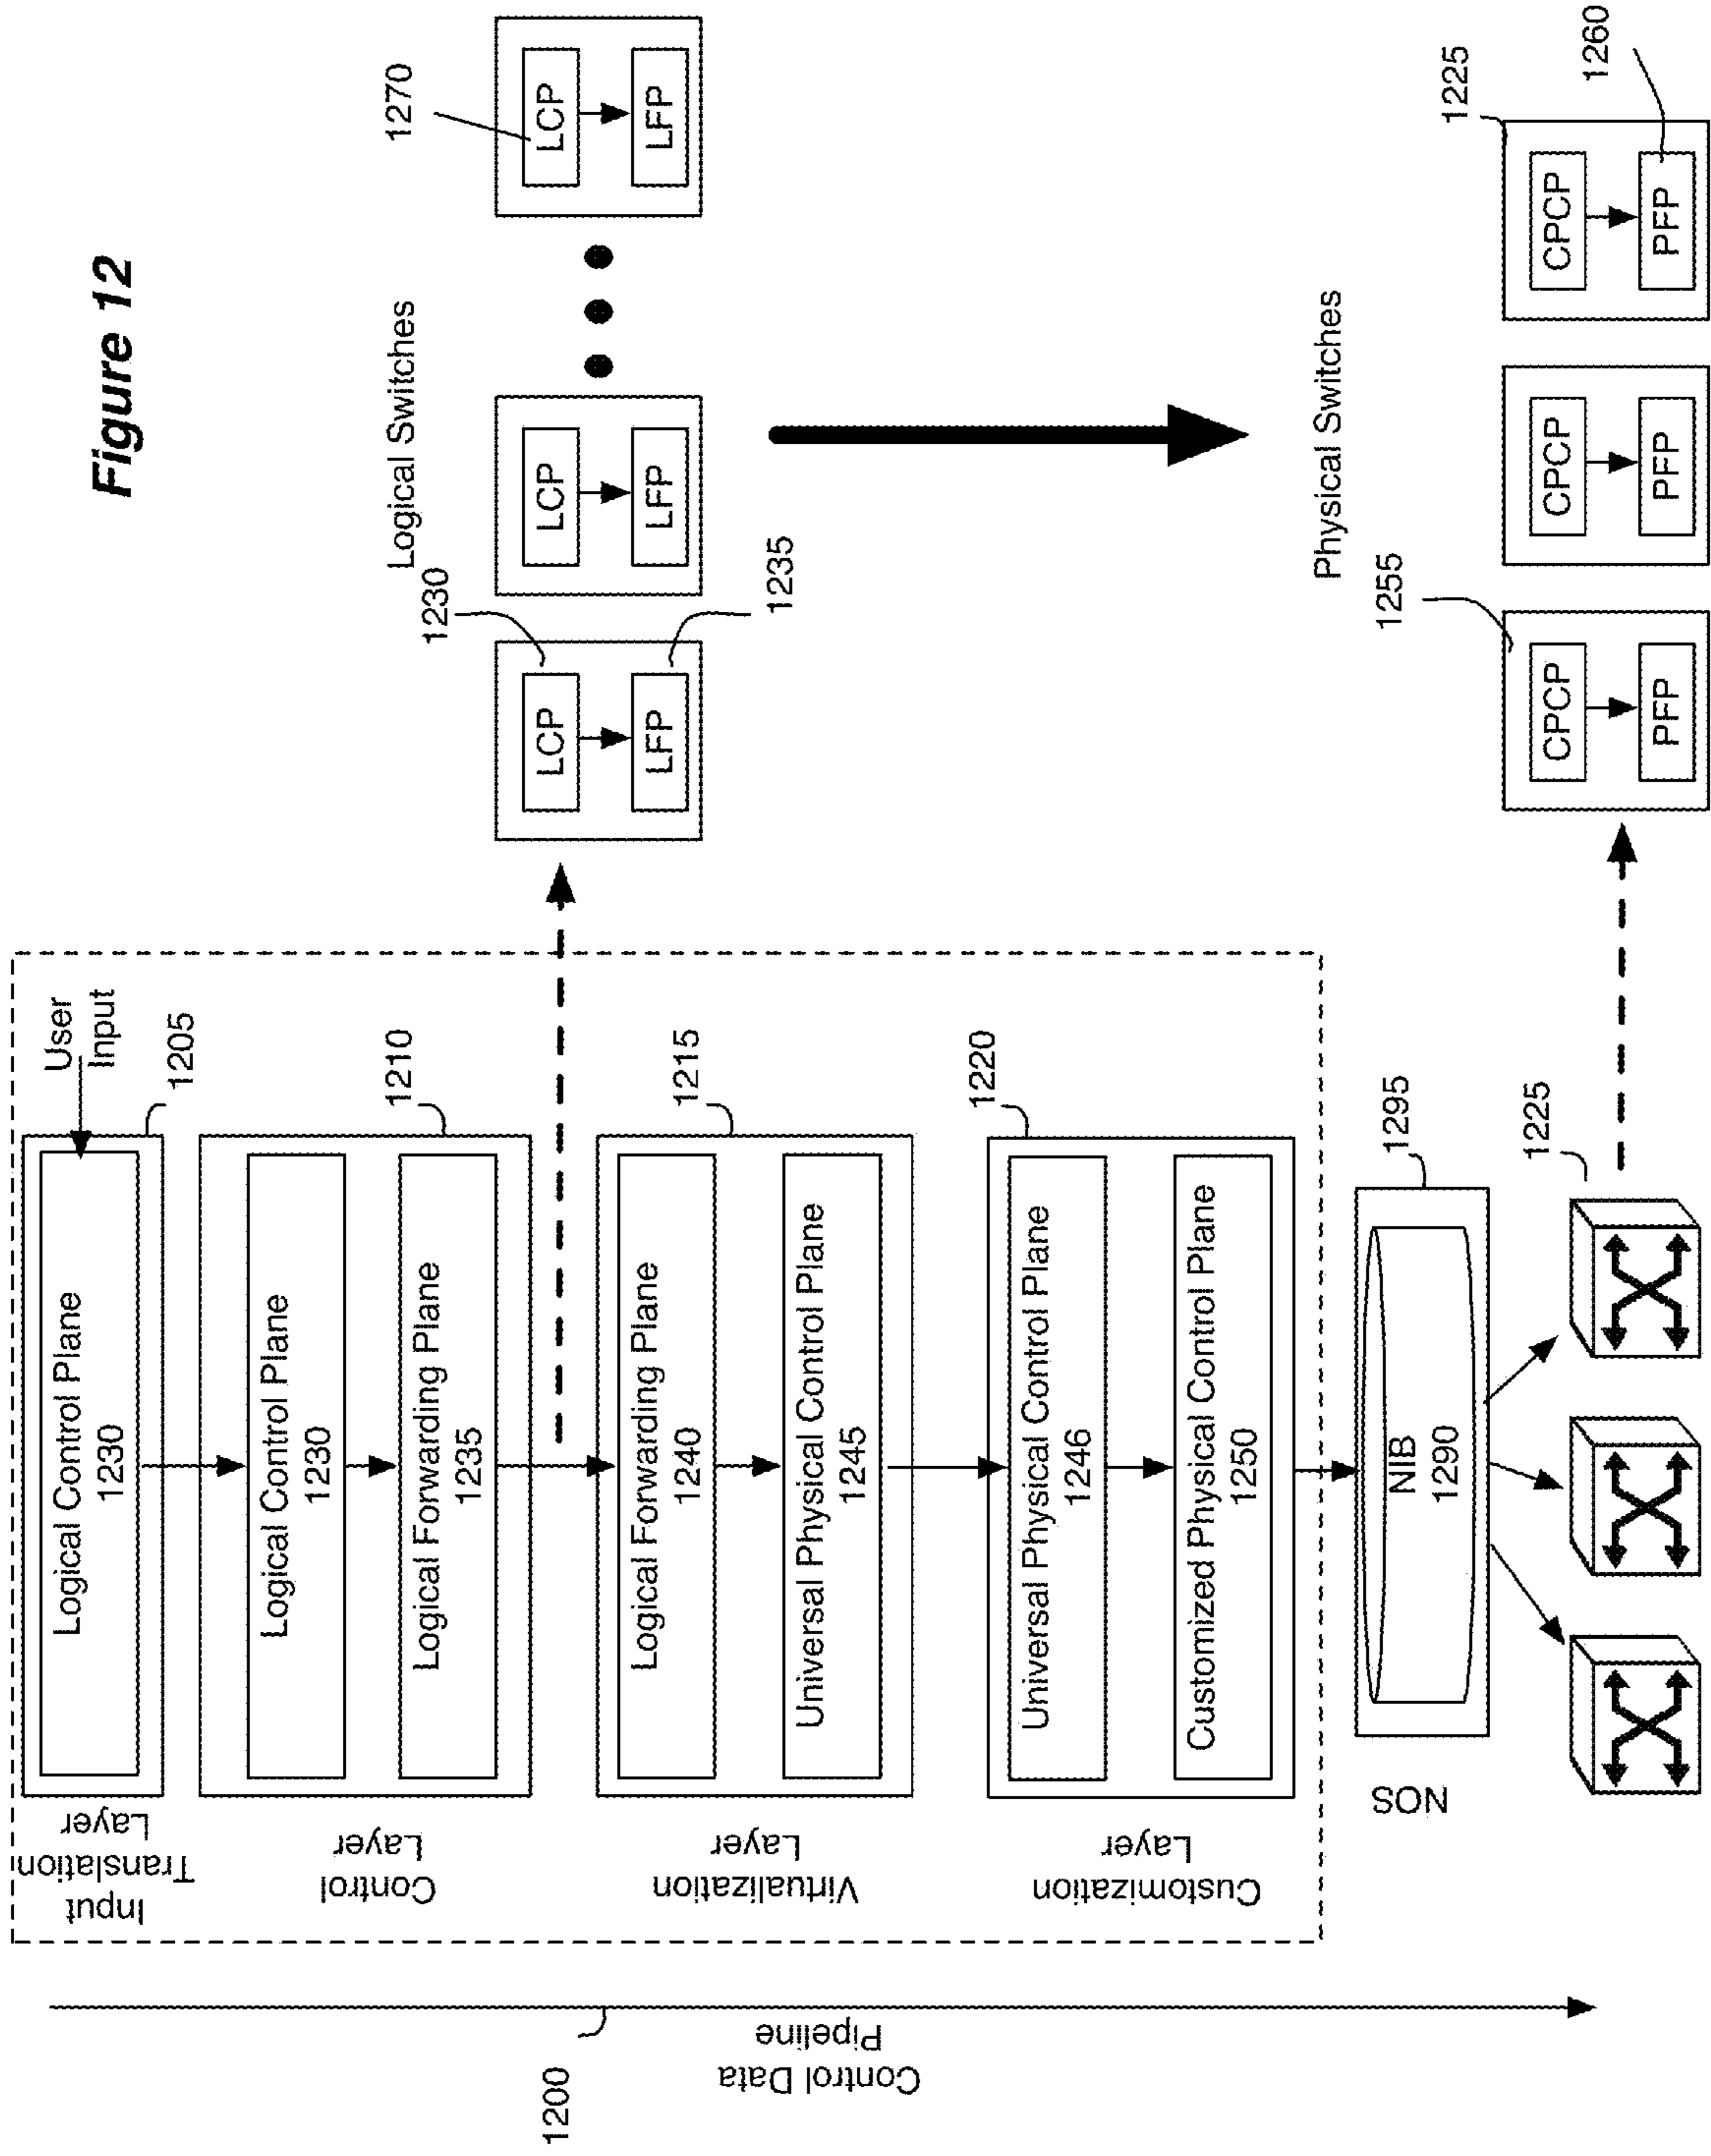 Figure 12
1200
Control Data
Pipeline
Input
Translation
Layer
User
Input
1205
Logical Control Plane
1230
Control
Layer
1210
Logical Control Plane
1230
Logical Forwarding Plane
1235
Virtualization
Layer
1215
Logical Forwarding Plane
1240
Universal Physical Control Plane
1245
Customization
Layer
1220
Universal Physical Control Plane
1246
Customized Physical Control Plane
1250
NOS
1295
NIB
1290
1225
Logical Switches
1230
1235
1270
LCP
LFP
LCP
LFP
LCP
LFP
Physical Switches
1255
1225
1260
CPCP
PFP
CPCP
PFP
CPCP
PFP